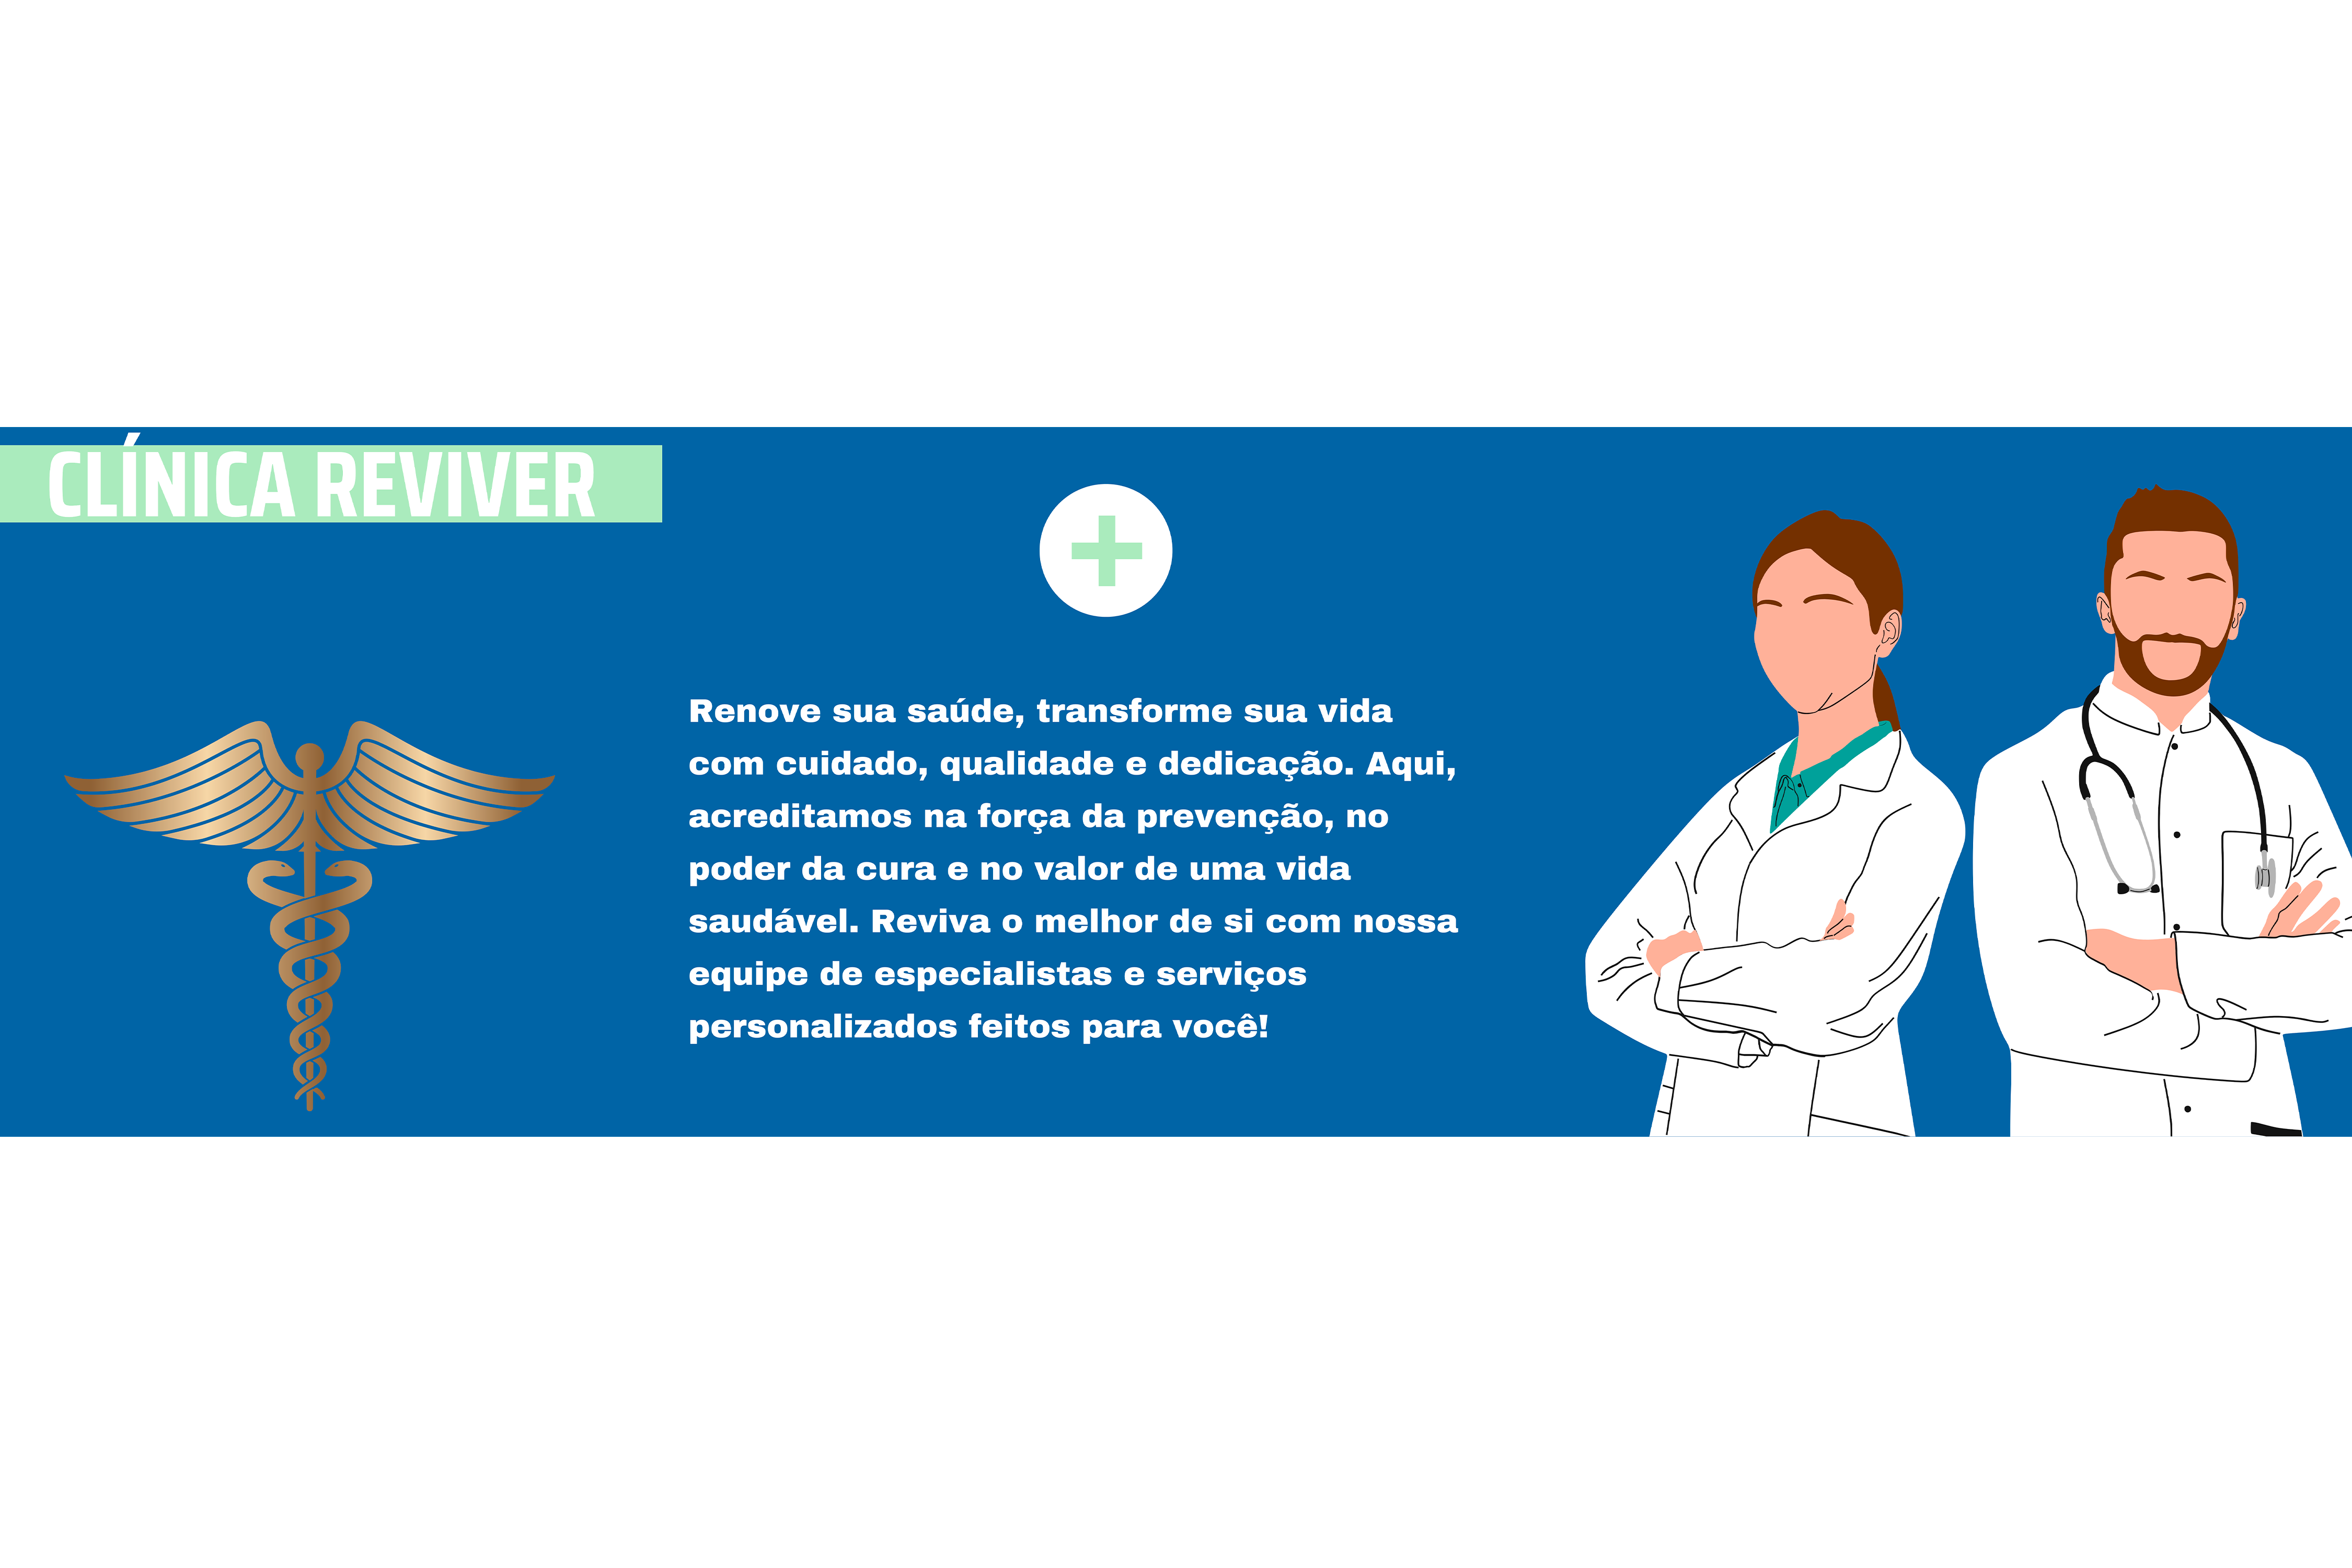 CLÍNICA REVIVER
Renove sua saúde, transforme sua vida
com cuidado, qualidade e dedicação. Aqui,
acreditamos na força da prevenção, no
poder da cura e no valor de uma vida
saudável. Reviva o melhor de si com nossa
equipe de especialistas e serviços
personalizados feitos para você!